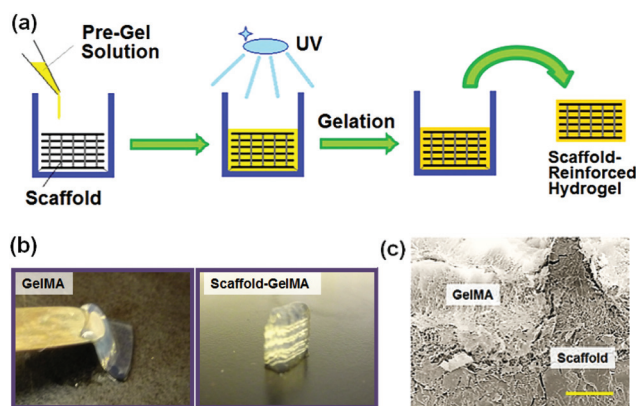 (a)
Pre-Gel
Solution
UV
Gelation
Scaffold
Scaffold-
Reinforced
Hydrogel
(b)
GelMA
Scaffold-GelMA
(c)
GelMA
Scaffold